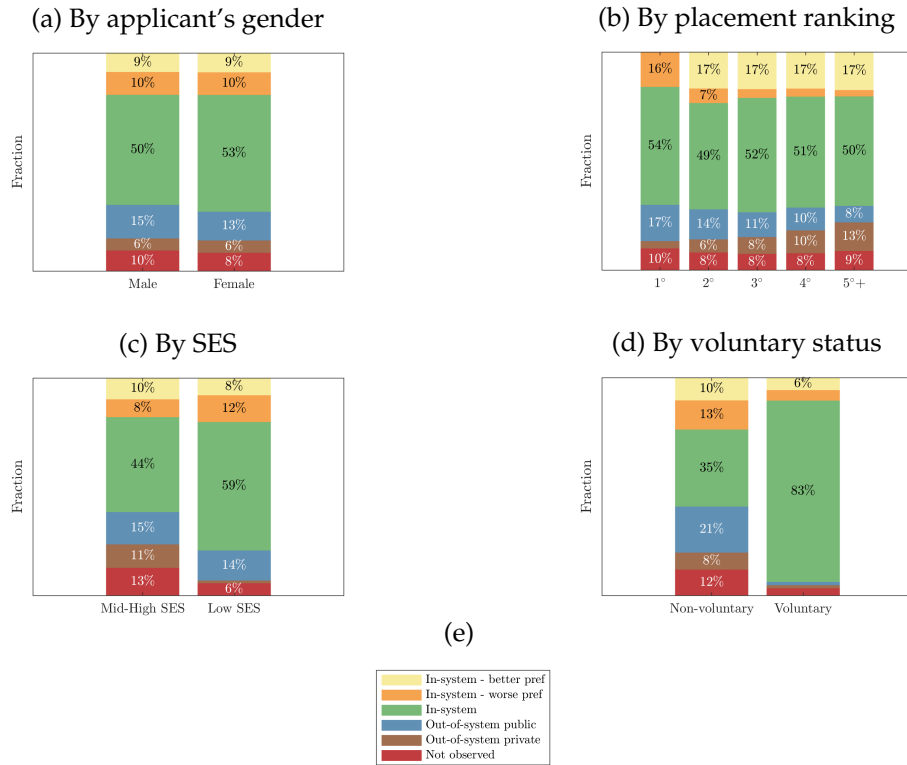 (a) By applicant's gender
Fraction
9%
9%
10%
10%
50%
53%
15%
13%
6%
6%
10%
8%
Male
Female
(b) By placement ranking
Fraction
16%
17%
17%
17%
17%
7%
54%
49%
52%
51%
50%
17%
14%
11%
10%
8%
6%
8%
10%
13%
10%
8%
8%
8%
9%
1°
2°
3°
4°
5°+
(c) By SES
Fraction
10%
8%
8%
12%
44%
59%
15%
14%
11%
13%
6%
Mid-High SES
Low SES
(d) By voluntary status
Fraction
10%
6%
13%
35%
83%
21%
8%
12%
Non-voluntary
Voluntary
(e)
In-system - better pref
In-system - worse pref
In-system
Out-of-system public
Out-of-system private
Not observed